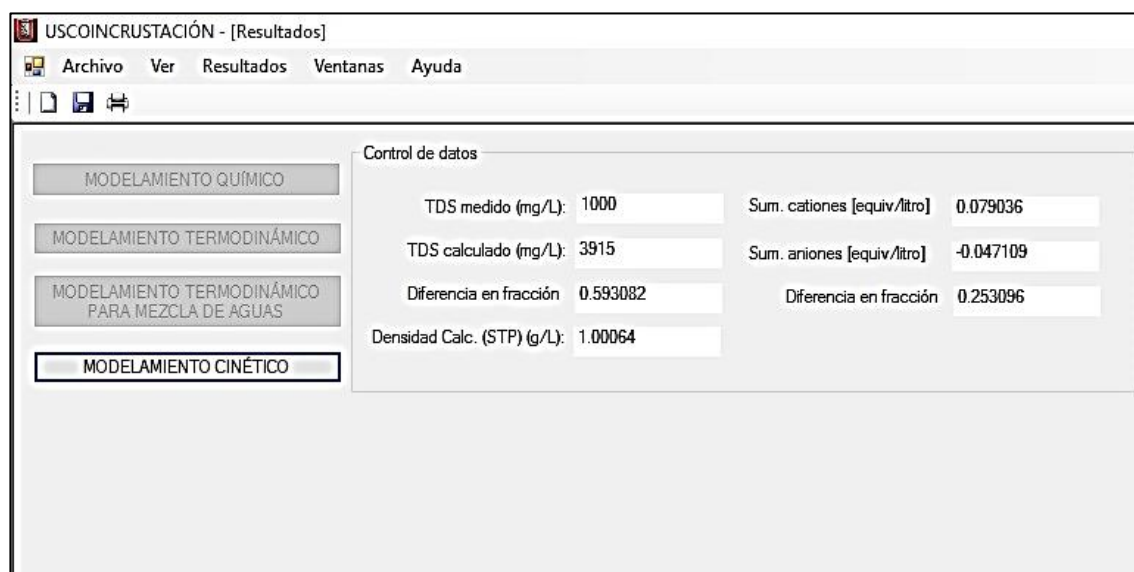 USCOINCRUSTACIÓN - [Resultados]
Archivo Ver Resultados Ventanas Ayuda
MODELAMIENTO QUÍMICO
MODELAMIENTO TERMODINÁMICO
MODELAMIENTO TERMODINÁMICO
PARA MEZCLA DE AGUAS
MODELAMIENTO CINÉTICO
Control de datos
TDS medido (mg/L): 1000
TDS calculado (mg/L): 3915
Diferencia en fracción 0.593082
Densidad Calc. (STP) (g/L): 1.00064
Sum. cationes [equiv/litro] 0.079036
Sum. aniones [equiv/litro] -0.047109
Diferencia en fracción 0.253096